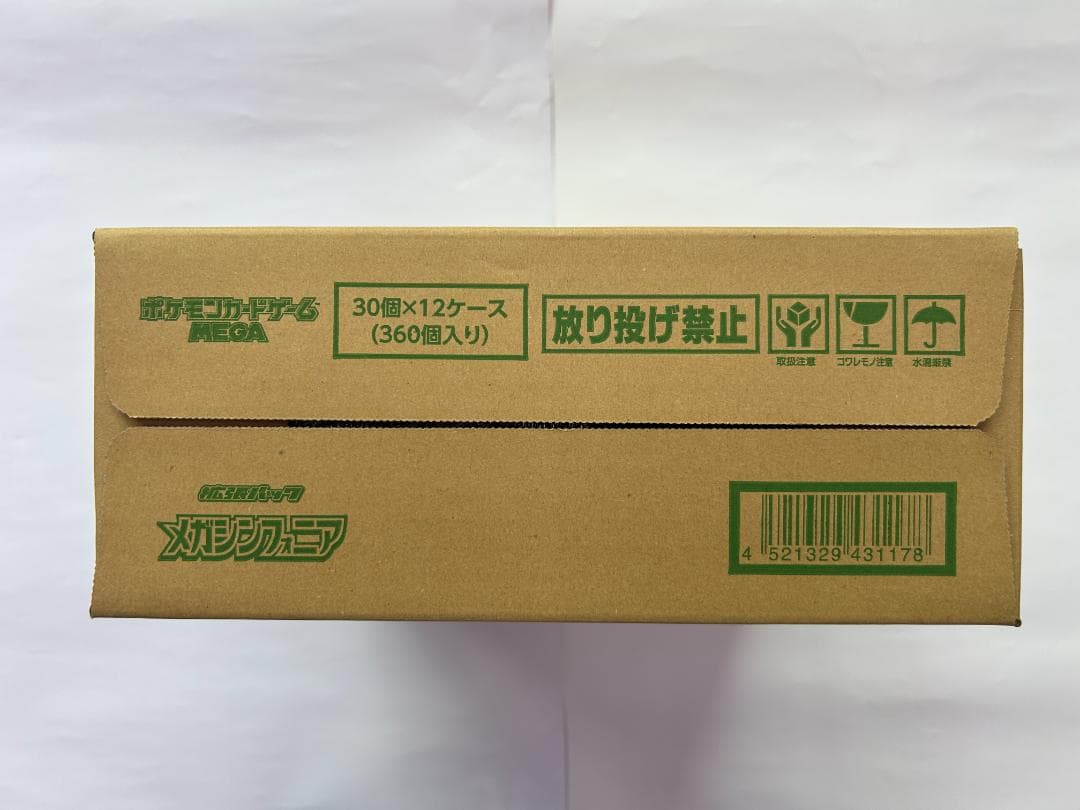 ポケモンカードゲーム
MEGA
30個×12ケース
(360個入り)
放り投げ禁止
取扱注意
コワレモノ注意
水濡厳禁
拡張パック
メガシンフォニア
4 521329 431178